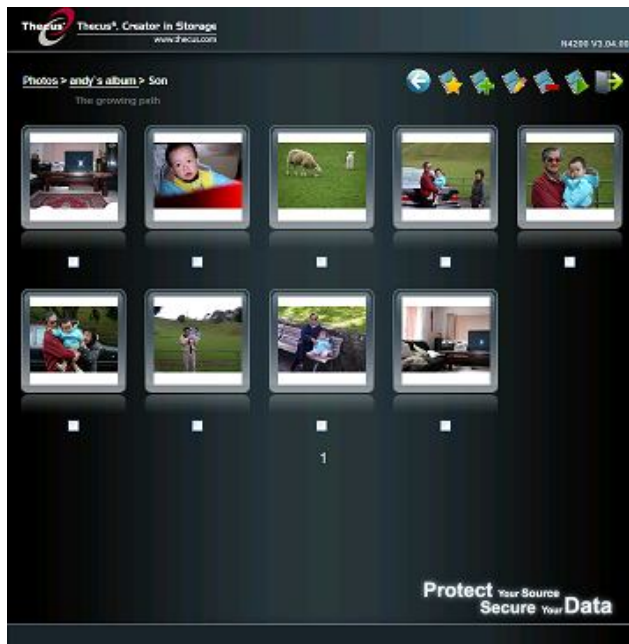 Thecus Thecus®, Creator in Storage
www.thecus.com
N4200 V3.04.00
Photos > andy's album > Son
The growing path
1
Protect Your Source
Secure Your Data